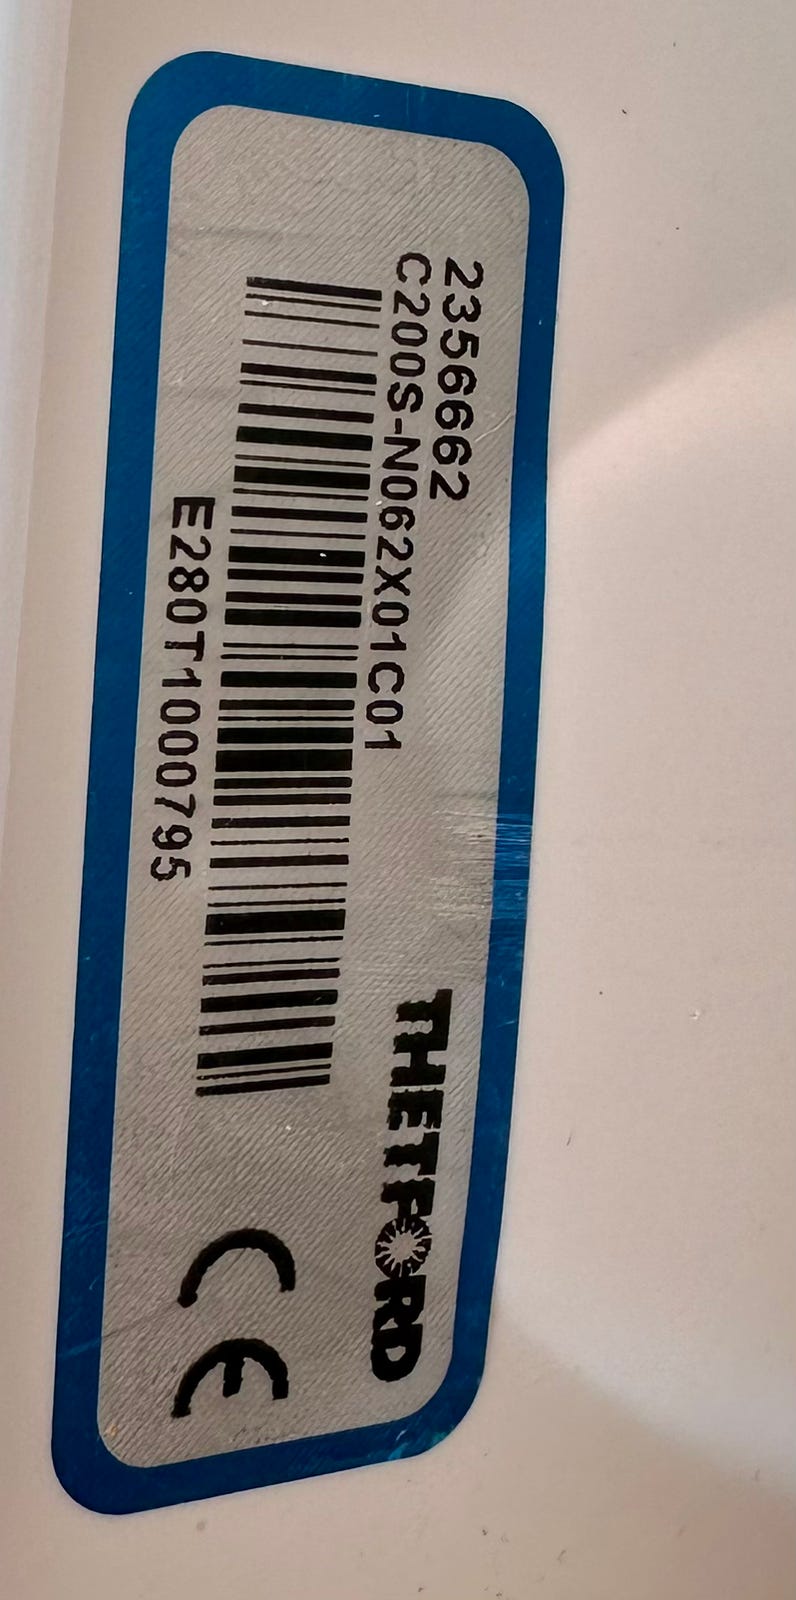 2356662
C200S-N062X01C01
E280T1000795
THETFORD
CE